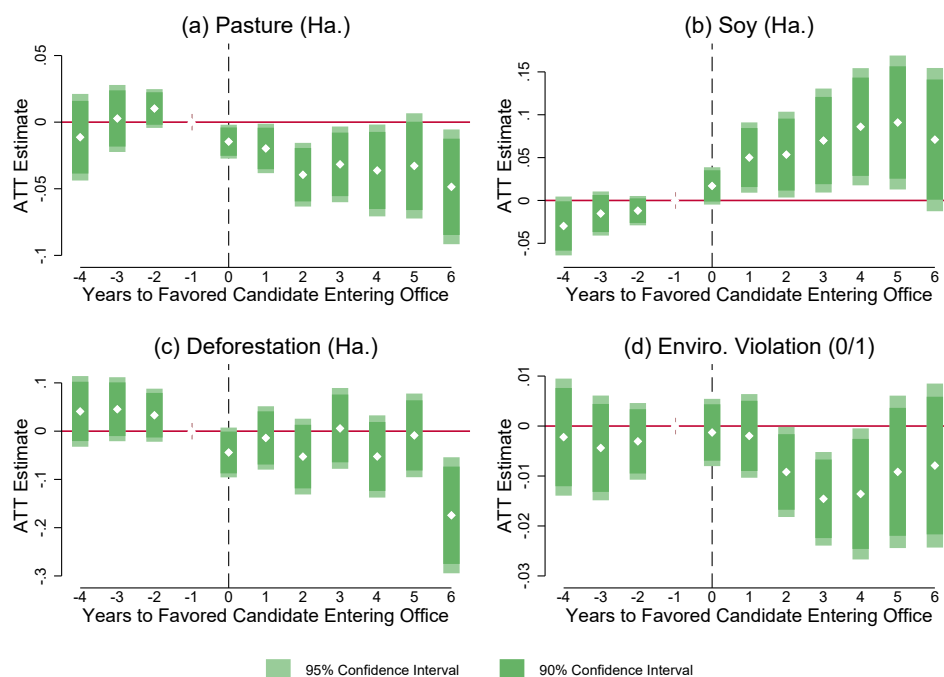 (a) Pasture (Ha.)
ATT Estimate
.05
0
-.05
-.1
-4 -3 -2 -1 0 1 2 3 4 5 6
Years to Favored Candidate Entering Office
(b) Soy (Ha.)
ATT Estimate
.15
.1
.05
0
-.05
-4 -3 -2 -1 0 1 2 3 4 5 6
Years to Favored Candidate Entering Office
(c) Deforestation (Ha.)
ATT Estimate
.1
0
-.1
-.2
-.3
-4 -3 -2 -1 0 1 2 3 4 5 6
Years to Favored Candidate Entering Office
(d) Enviro. Violation (0/1)
ATT Estimate
.01
0
-.01
-.02
-.03
-4 -3 -2 -1 0 1 2 3 4 5 6
Years to Favored Candidate Entering Office
95% Confidence Interval
90% Confidence Interval